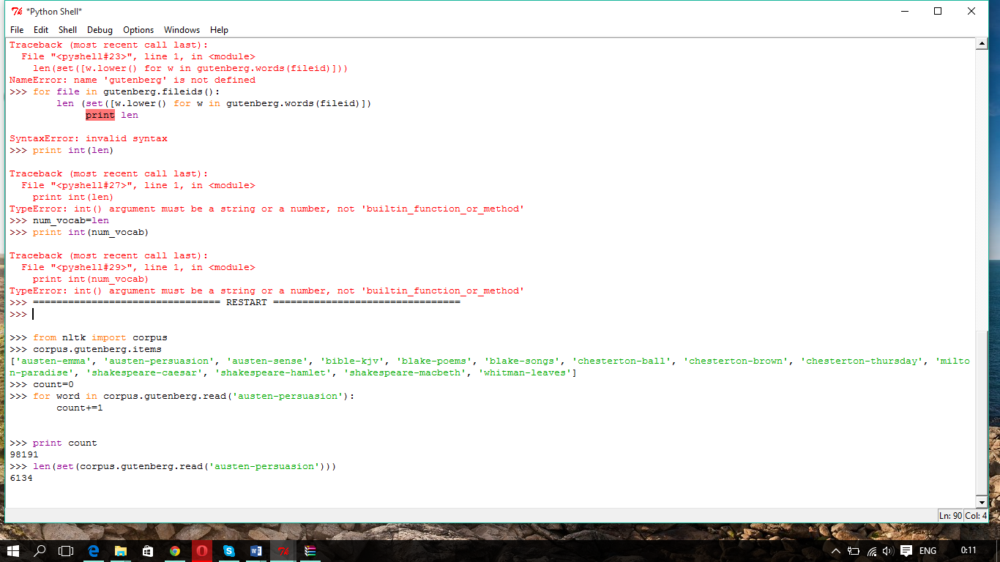 *Python Shell*
File Edit Shell Debug Options Windows Help
Traceback (most recent call last):
  File "<pyshell#23>", line 1, in <module>
    len(set([w.lower() for w in gutenberg.words(fileid)]))
NameError: name 'gutenberg' is not defined
>>> for file in gutenberg.fileids():
        len (set([w.lower() for w in gutenberg.words(fileid)])
             print len
SyntaxError: invalid syntax
>>> print int(len)
Traceback (most recent call last):
  File "<pyshell#27>", line 1, in <module>
    print int(len)
TypeError: int() argument must be a string or a number, not 'builtin_function_or_method'
>>> num_vocab=len
>>> print int(num_vocab)
Traceback (most recent call last):
  File "<pyshell#29>", line 1, in <module>
    print int(num_vocab)
TypeError: int() argument must be a string or a number, not 'builtin_function_or_method'
>>> ================================ RESTART ================================
>>>
>>> from nltk import corpus
>>> corpus.gutenberg.items
['austen-emma', 'austen-persuasion', 'austen-sense', 'bible-kjv', 'blake-poems', 'blake-songs', 'chesterton-ball', 'chesterton-brown', 'chesterton-thursday', 'milto
n-paradise', 'shakespeare-caesar', 'shakespeare-hamlet', 'shakespeare-macbeth', 'whitman-leaves']
>>> count=0
>>> for word in corpus.gutenberg.read('austen-persuasion'):
        count+=1
>>> print count
98191
>>> len(set(corpus.gutenberg.read('austen-persuasion')))
6134
Ln: 90 Col: 4
ENG 0:11